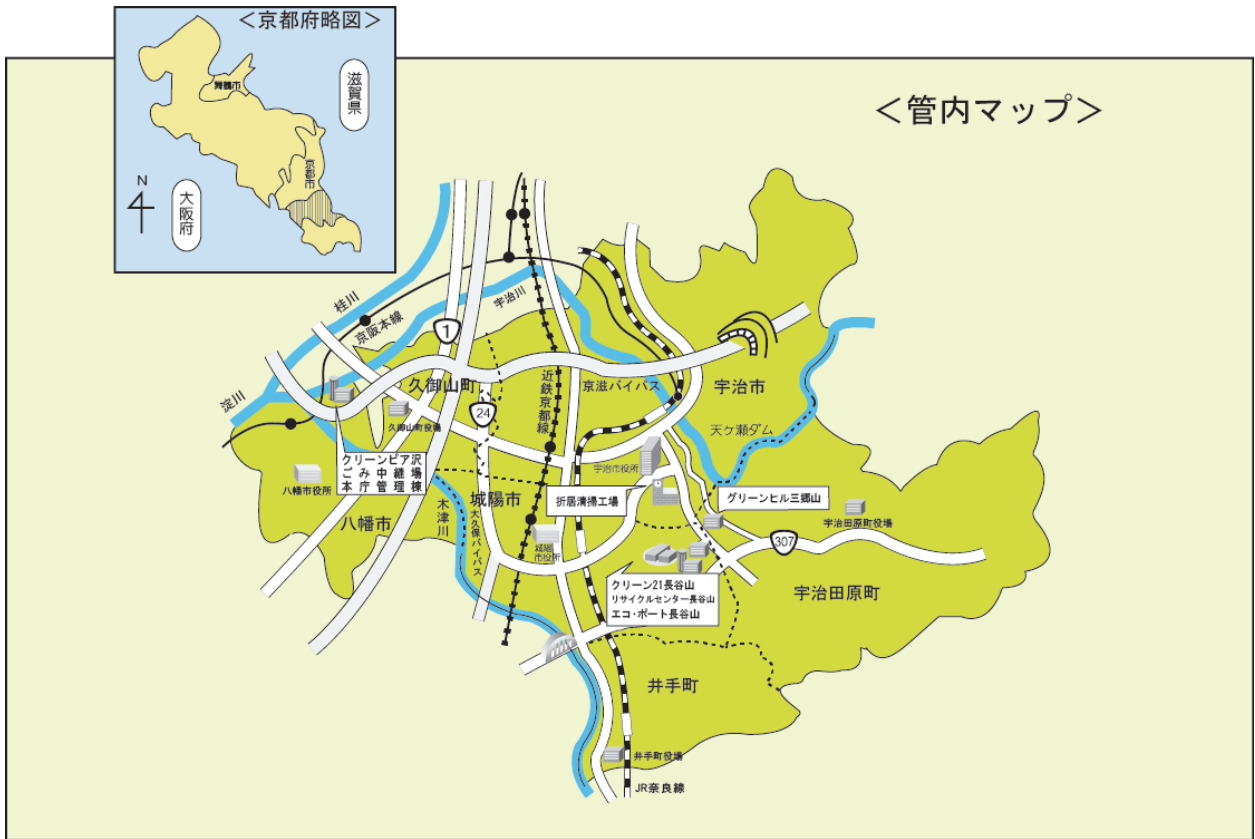 ＜京都府略図＞
舞鶴市
滋賀県
京都市
N
大阪府
＜管内マップ＞
桂川
宇治川
京阪本線
1
淀川
久御山町
近鉄京都線
京滋バイパス
宇治市
24
久御山町役場
天ヶ瀬ダム
クリーンピア沢
ごみ中継場
本庁管理棟
八幡市役所
宇治市役所
折居清掃工場
グリーンヒル三郷山
城陽市
木津川
大久保バイパス
八幡市
宇治田原町役場
城陽
市役所
307
クリーン21長谷山
リサイクルセンター長谷山
エコ・ポート長谷山
宇治田原町
井手町
井手町役場
JR奈良線